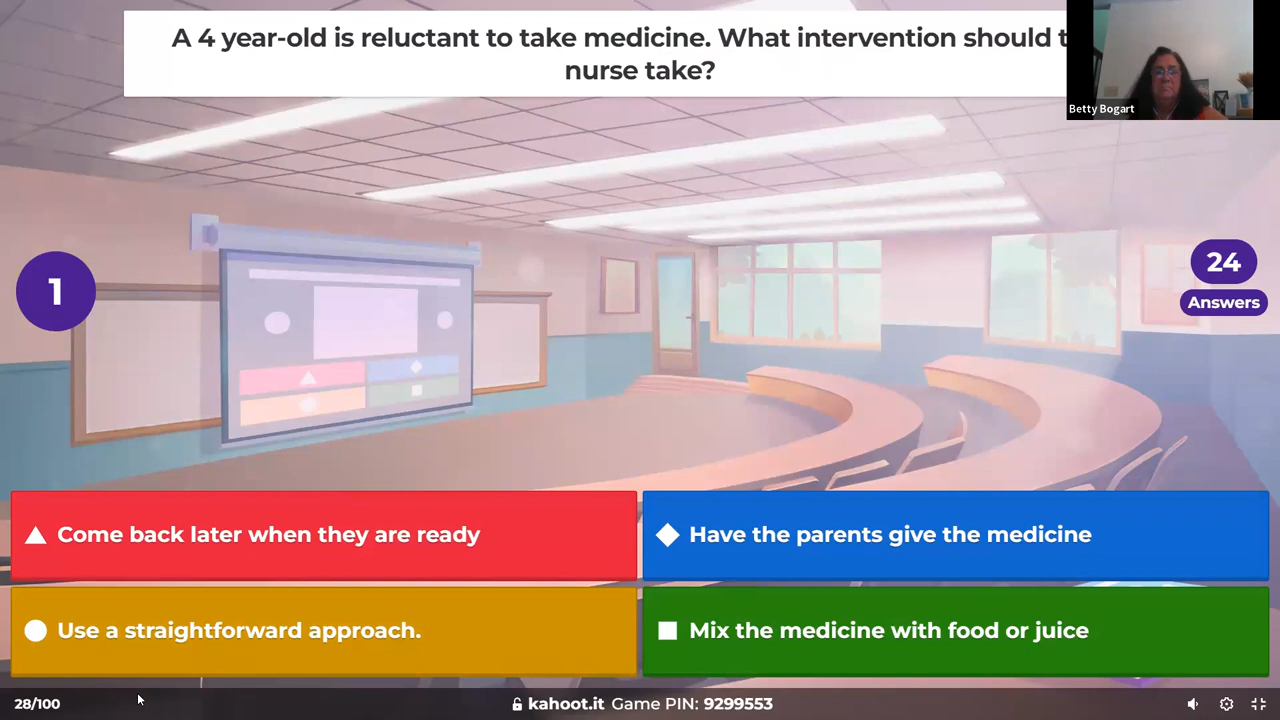 A 4 year-old is reluctant to take medicine. What intervention should
nurse take?
Betty Bogart
1
24
Answers
Come back later when they are ready
Have the parents give the medicine
Use a straightforward approach.
Mix the medicine with food or juice
28/100
kahoot.it Game PIN: 9299553